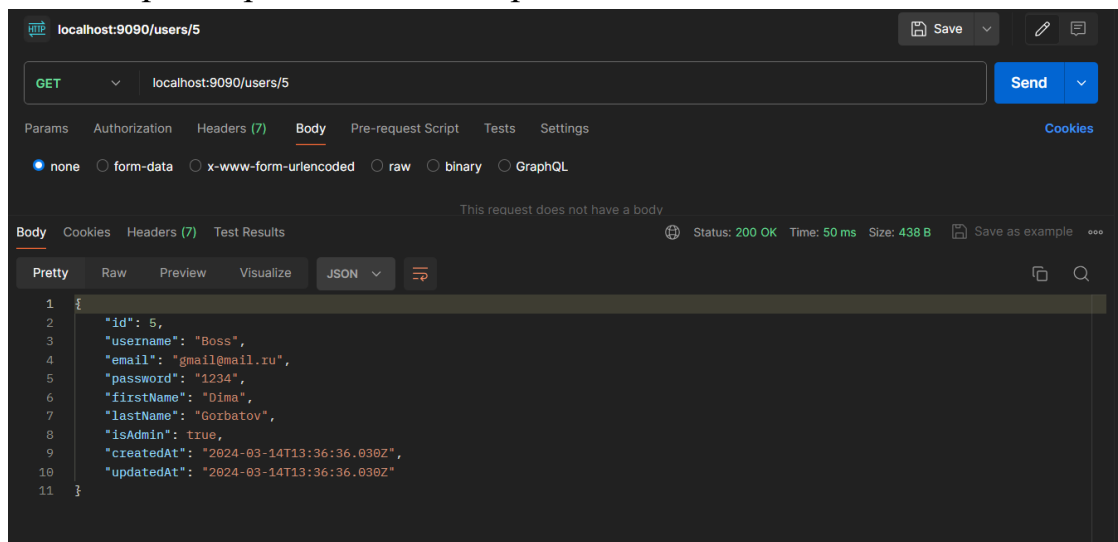 HTTP localhost:9090/users/5 Save
GET localhost:9090/users/5 Send
Params Authorization Headers (7) Body Pre-request Script Tests Settings Cookies
none form-data x-www-form-urlencoded raw binary GraphQL
This request does not have a body
Body Cookies Headers (7) Test Results Status: 200 OK Time: 50 ms Size: 438 B Save as example
Pretty Raw Preview Visualize JSON
1 {
2 "id": 5,
3 "username": "Boss",
4 "email": "gmail@mail.ru",
5 "password": "1234",
6 "firstName": "Dima",
7 "lastName": "Gorbatov",
8 "isAdmin": true,
9 "createdAt": "2024-03-14T13:36:36.030Z",
10 "updatedAt": "2024-03-14T13:36:36.030Z"
11 }